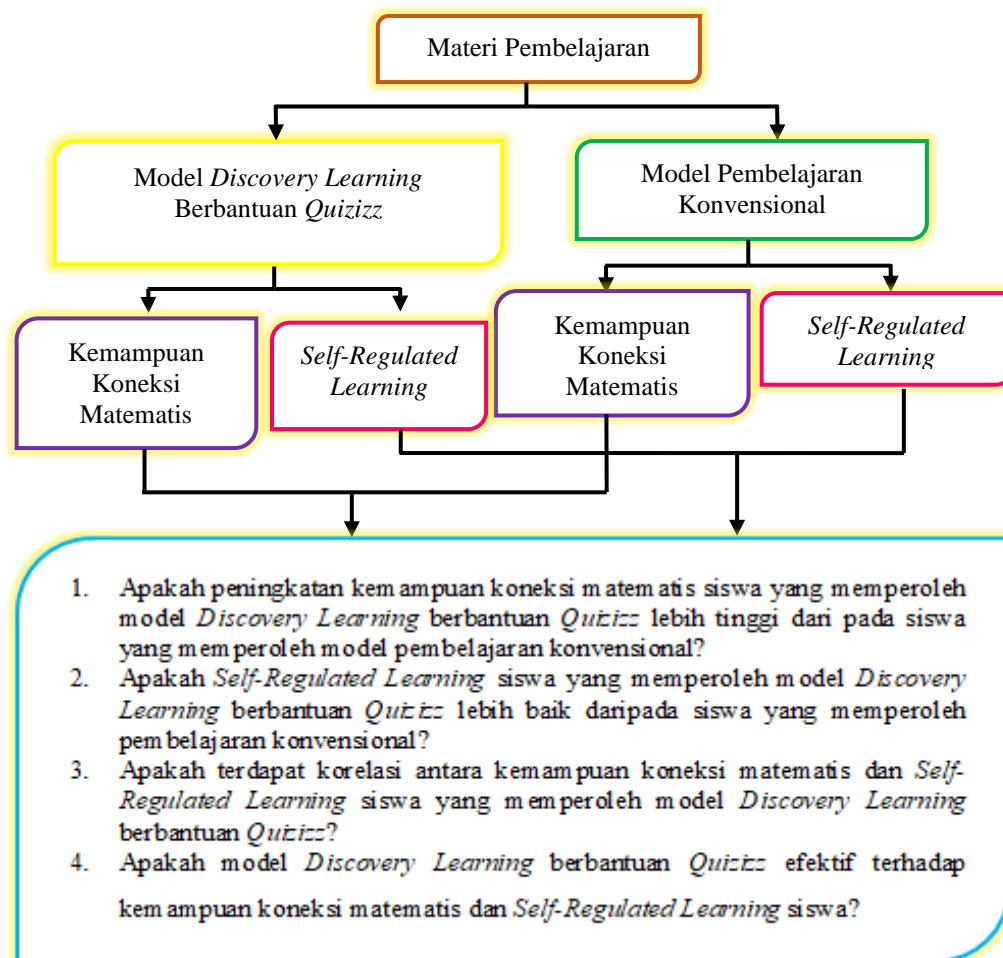 Materi Pembelajaran
Model Discovery Learning
Berbantuan Quizizz
Model Pembelajaran
Konvensional
Kemampuan
Koneksi
Matematis
Self-Regulated
Learning
Kemampuan
Koneksi
Matematis
Self-Regulated
Learning
1. Apakah peningkatan kemampuan koneksi matematis siswa yang memperoleh
model Discovery Learning berbantuan Quizizz lebih tinggi dari pada siswa
yang memperoleh model pembelajaran konvensional?
2. Apakah Self-Regulated Learning siswa yang memperoleh model Discovery
Learning berbantuan Quizizz lebih baik daripada siswa yang memperoleh
pembelajaran konvensional?
3. Apakah terdapat korelasi antara kemampuan koneksi matematis dan Self-
Regulated Learning siswa yang memperoleh model Discovery Learning
berbantuan Quizizz?
4. Apakah model Discovery Learning berbantuan Quizizz efektif terhadap
kemampuan koneksi matematis dan Self-Regulated Learning siswa?